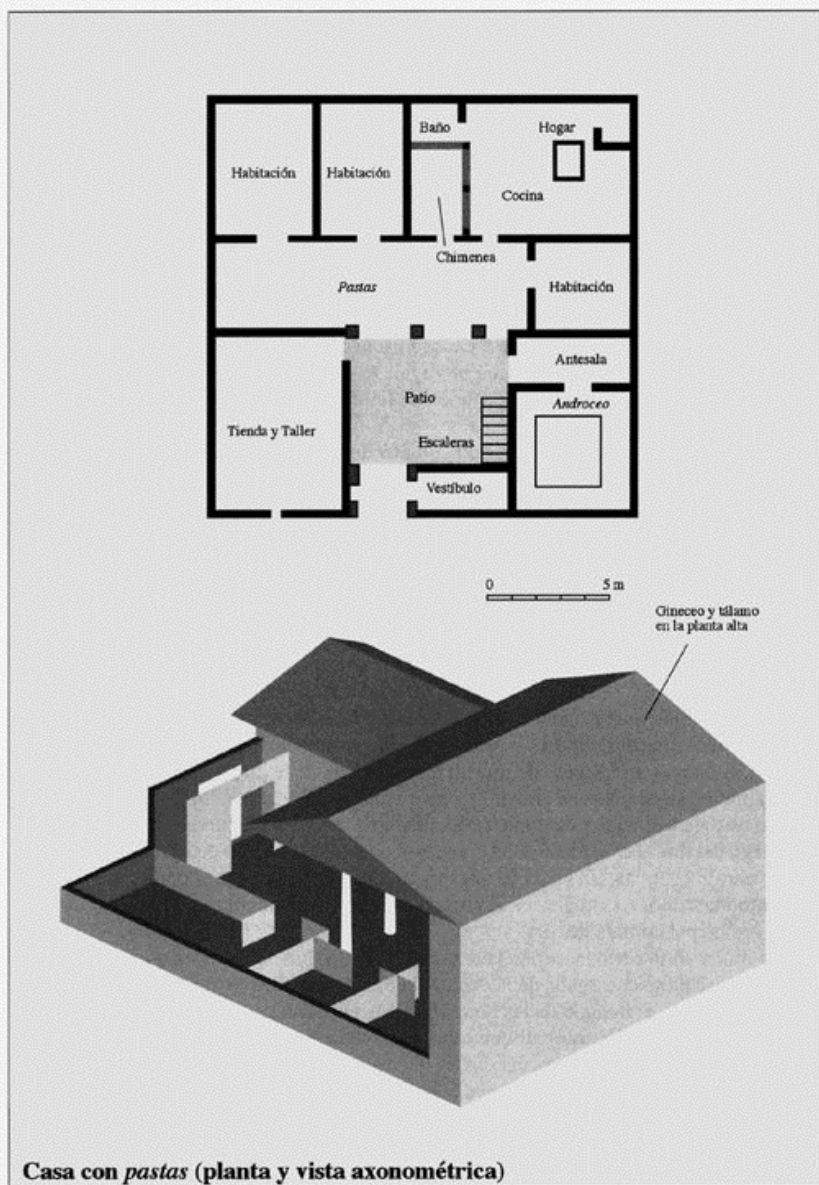 Baño
Hogar
Habitación
Habitación
Cocina
Chimenea
Pastas
Habitación
Antesala
Patio
Androceo
Tienda y Taller
Escaleras
Vestíbulo
0 5 m
Gineceo y tálamo
en la planta alta
Casa con pastas (planta y vista axonométrica)